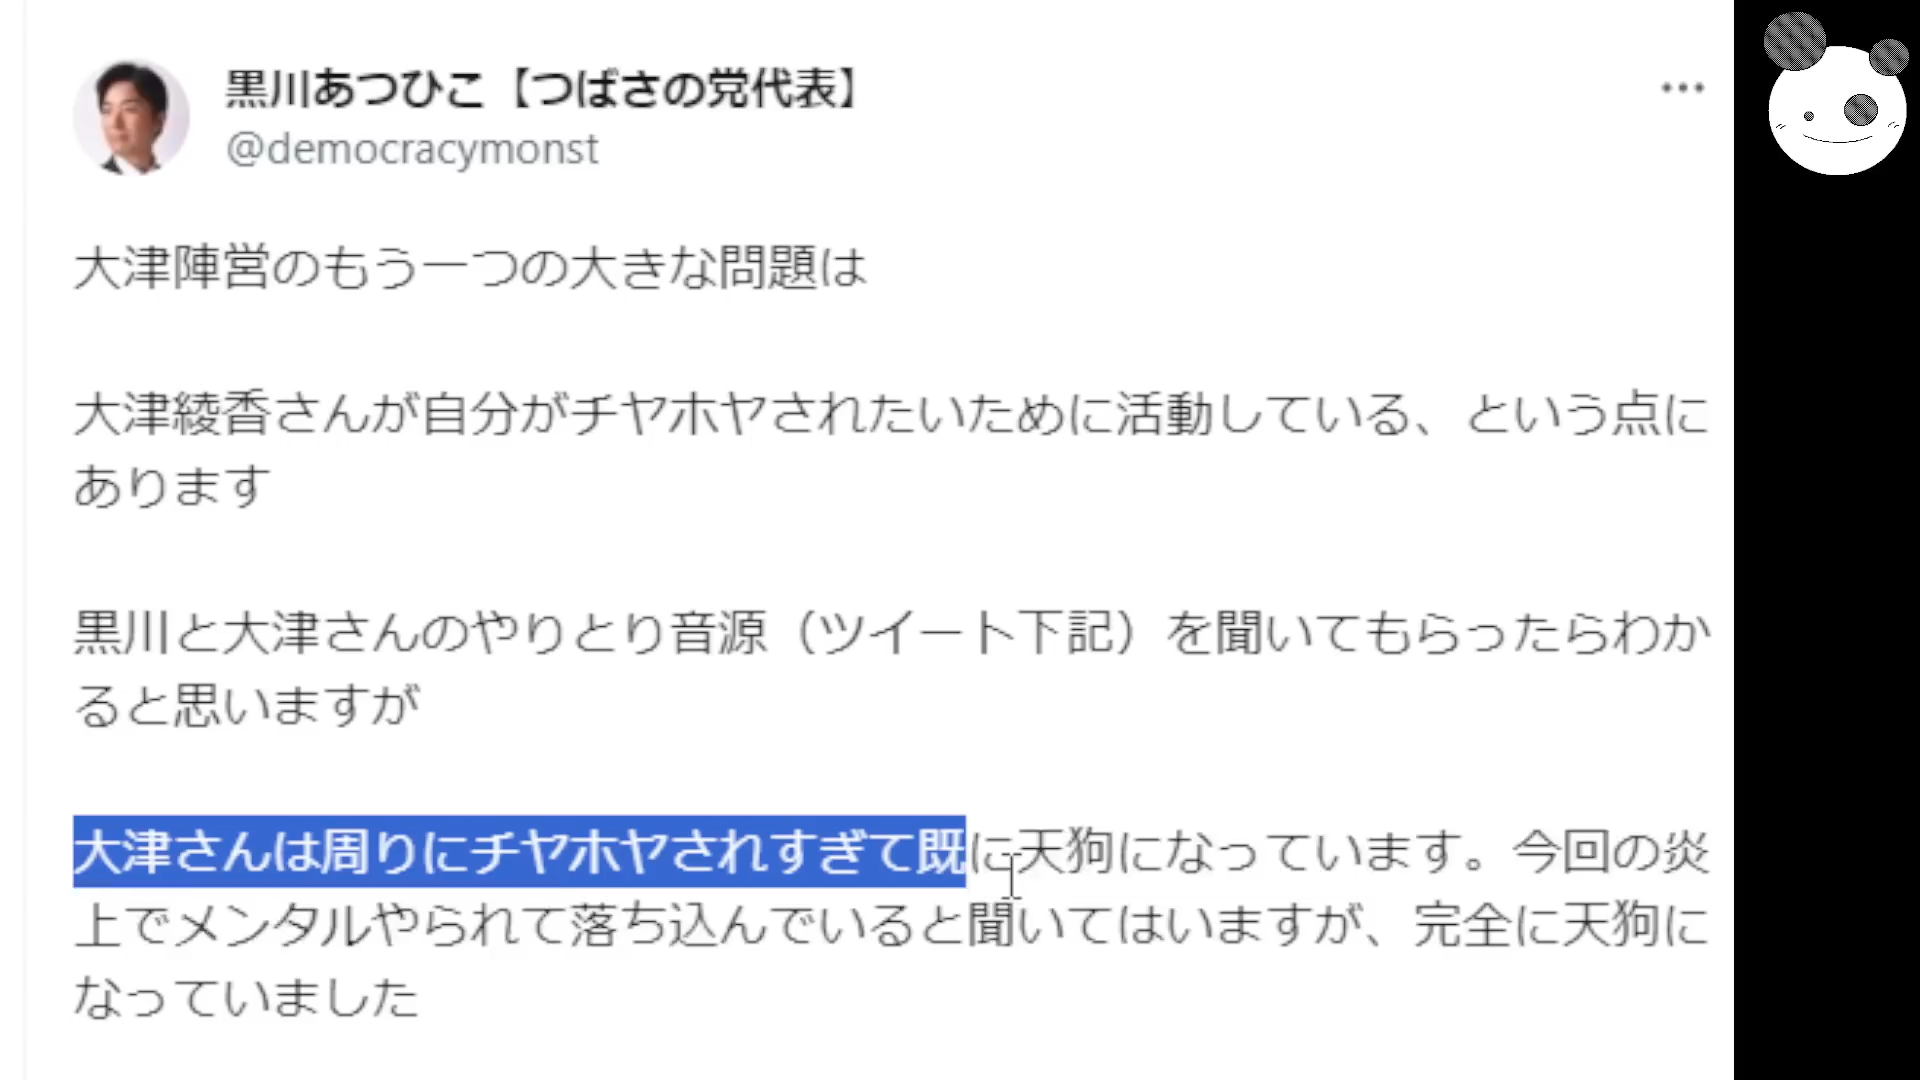 黒川あつひこ【つばさの党代表】
@democracymonst
大津陣営のもう一つの大きな問題は
大津綾香さんが自分がチヤホヤされたいために活動している、という点に
あります
黒川と大津さんのやりとり音源（ツイート下記）を聞いてもらったらわか
ると思いますが
大津さんは周りにチヤホヤされすぎて既に天狗になっています。今回の炎
上でメンタルやられて落ち込んでいると聞いてはいますが、完全に天狗に
なっていました